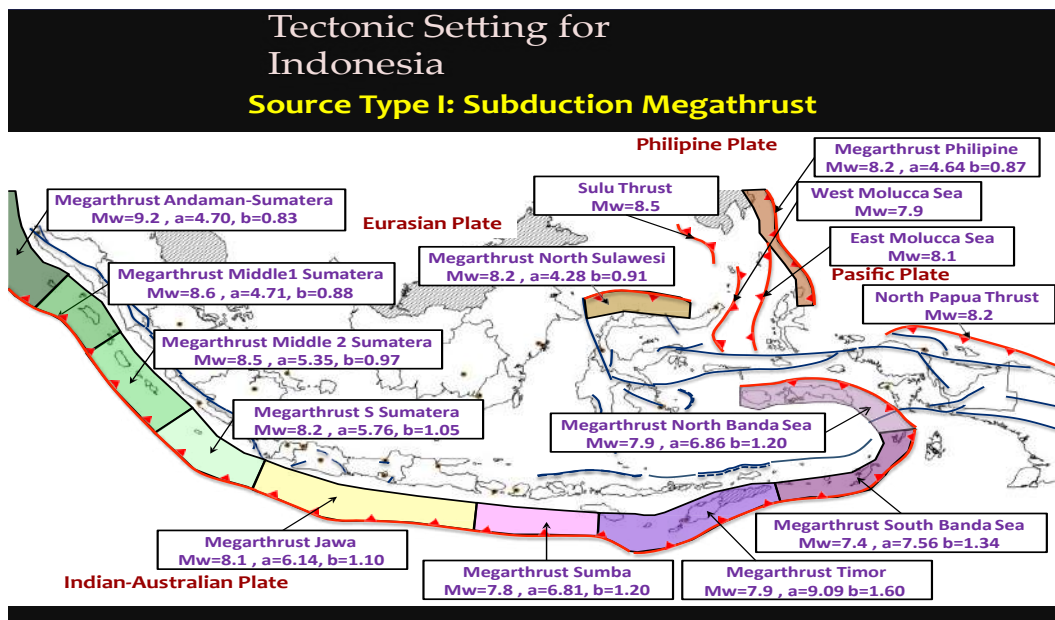 Tectonic Setting for
Indonesia
Source Type I: Subduction Megathrust
Philipine Plate
Megarthrust Philipine
Mw=8.2 , a=4.64 b=0.87
Sulu Thrust
Mw=8.5
West Molucca Sea
Mw=7.9
Megarthrust Andaman-Sumatera
Mw=9.2, a=4.70, b=0.83
Eurasian Plate
East Molucca Sea
Mw=8.1
Megarthrust North Sulawesi
Mw=8.2 , a=4.28 b=0.91
Pasific Plate
Megarthrust Middle1 Sumatera
Mw=8.6 , a=4.71, b=0.88
North Papua Thrust
Mw=8.2
Megarthrust Middle 2 Sumatera
Mw=8.5, a=5.35, b=0.97
Megarthrust S Sumatera
Mw=8.2 , a=5.76, b=1.05
Megarthrust North Banda Sea
Mw=7.9 , a=6.86 b=1.20
Megarthrust South Banda Sea
Mw=7.4 , a=7.56 b=1.34
Megarthrust Jawa
Mw=8.1 , a=6.14, b=1.10
Indian-Australian Plate
Megarthrust Sumba
Mw=7.8 , a=6.81, b=1.20
Megarthrust Timor
Mw=7.9 , a=9.09 b=1.60